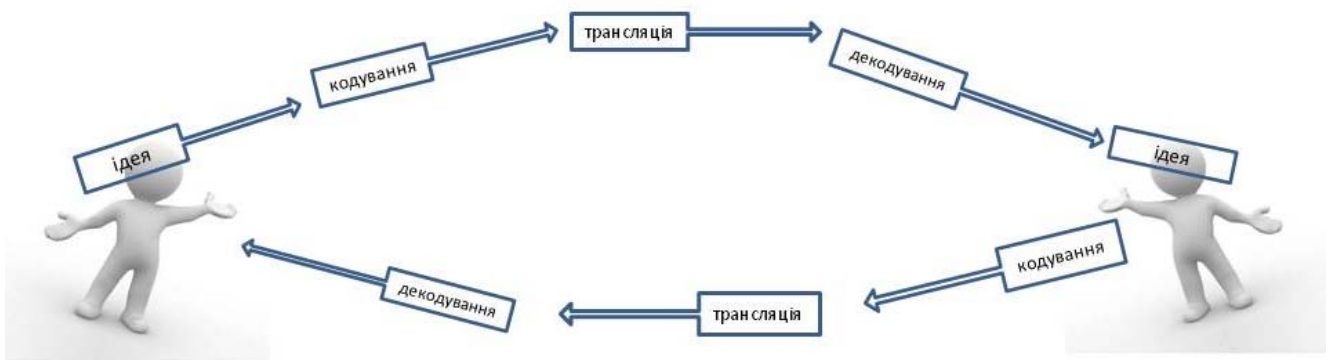 ідея
кодування
трансляція
декодування
ідея
кодування
трансляція
декодування